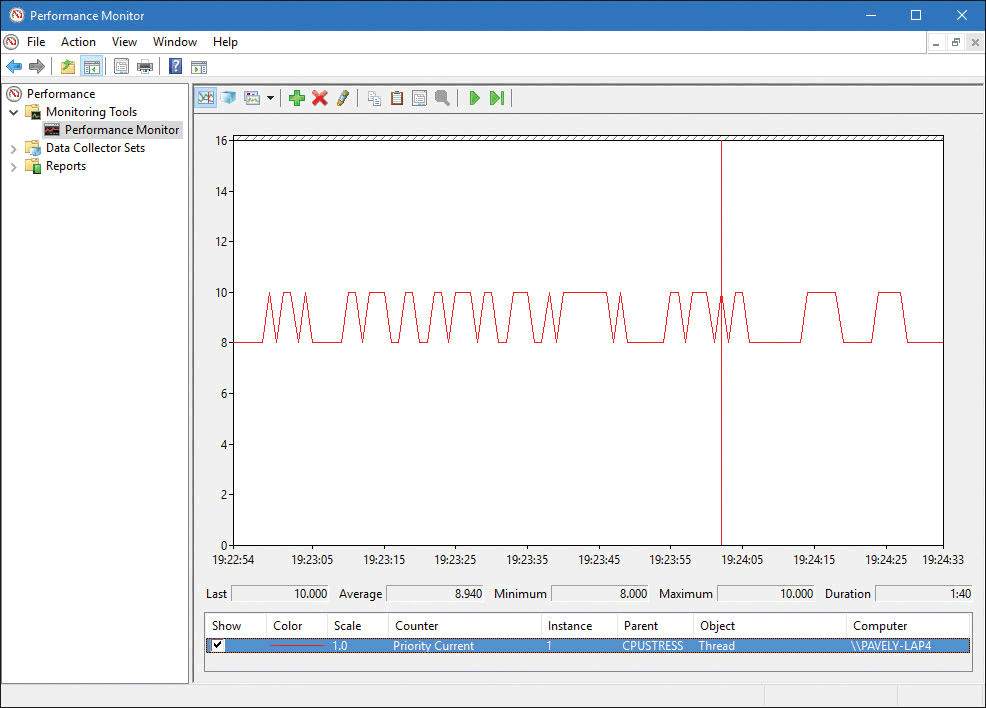 Performance Monitor
File Action View Window Help
Performance
Monitoring Tools
Performance Monitor
Data Collector Sets
Reports
16
14
12
10
8
6
4
2
0
19:22:54 19:23:05 19:23:15 19:23:25 19:23:35 19:23:45 19:23:55 19:24:05 19:24:15 19:24:25 19:24:33
Last 10.000 Average 8.940 Minimum 8.000 Maximum 10.000 Duration 1:40
Show Color Scale Counter Instance Parent Object Computer
1.0 Priority Current 1 CPUSTRESS Thread \\PAVELY-LAP4